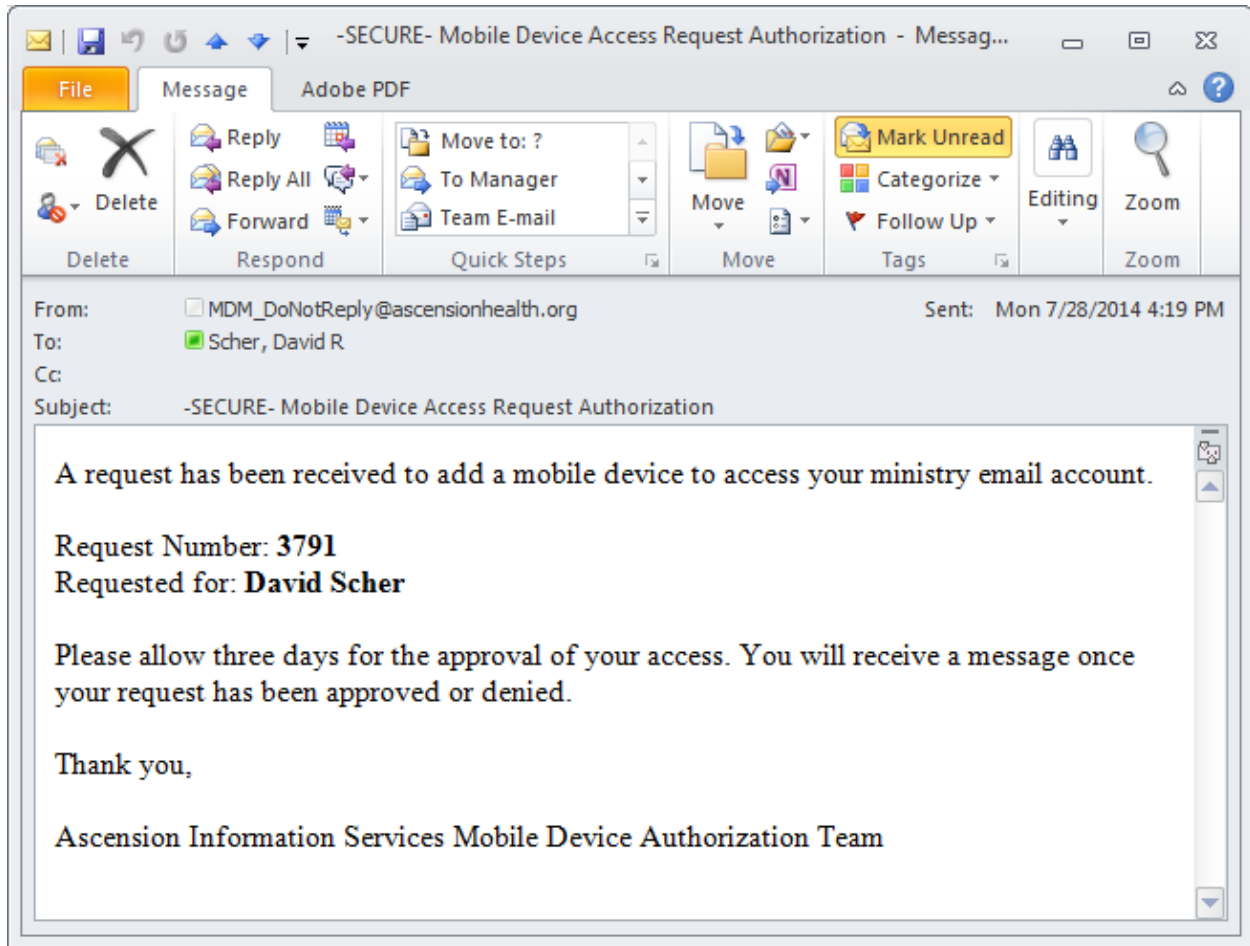 -SECURE- Mobile Device Access Request Authorization - Messag...
File Message Adobe PDF
Delete
Reply
Reply All
Forward
Move to: ?
To Manager
Team E-mail
Move
Mark Unread
Categorize
Follow Up
Editing
Zoom
Delete Respond Quick Steps Move Tags Zoom
From: MDM_DoNotReply@ascensionhealth.org Sent: Mon 7/28/2014 4:19 PM
To: Scher, David R
Cc:
Subject: -SECURE- Mobile Device Access Request Authorization
A request has been received to add a mobile device to access your ministry email account.
Request Number: 3791
Requested for: David Scher
Please allow three days for the approval of your access. You will receive a message once
your request has been approved or denied.
Thank you,
Ascension Information Services Mobile Device Authorization Team